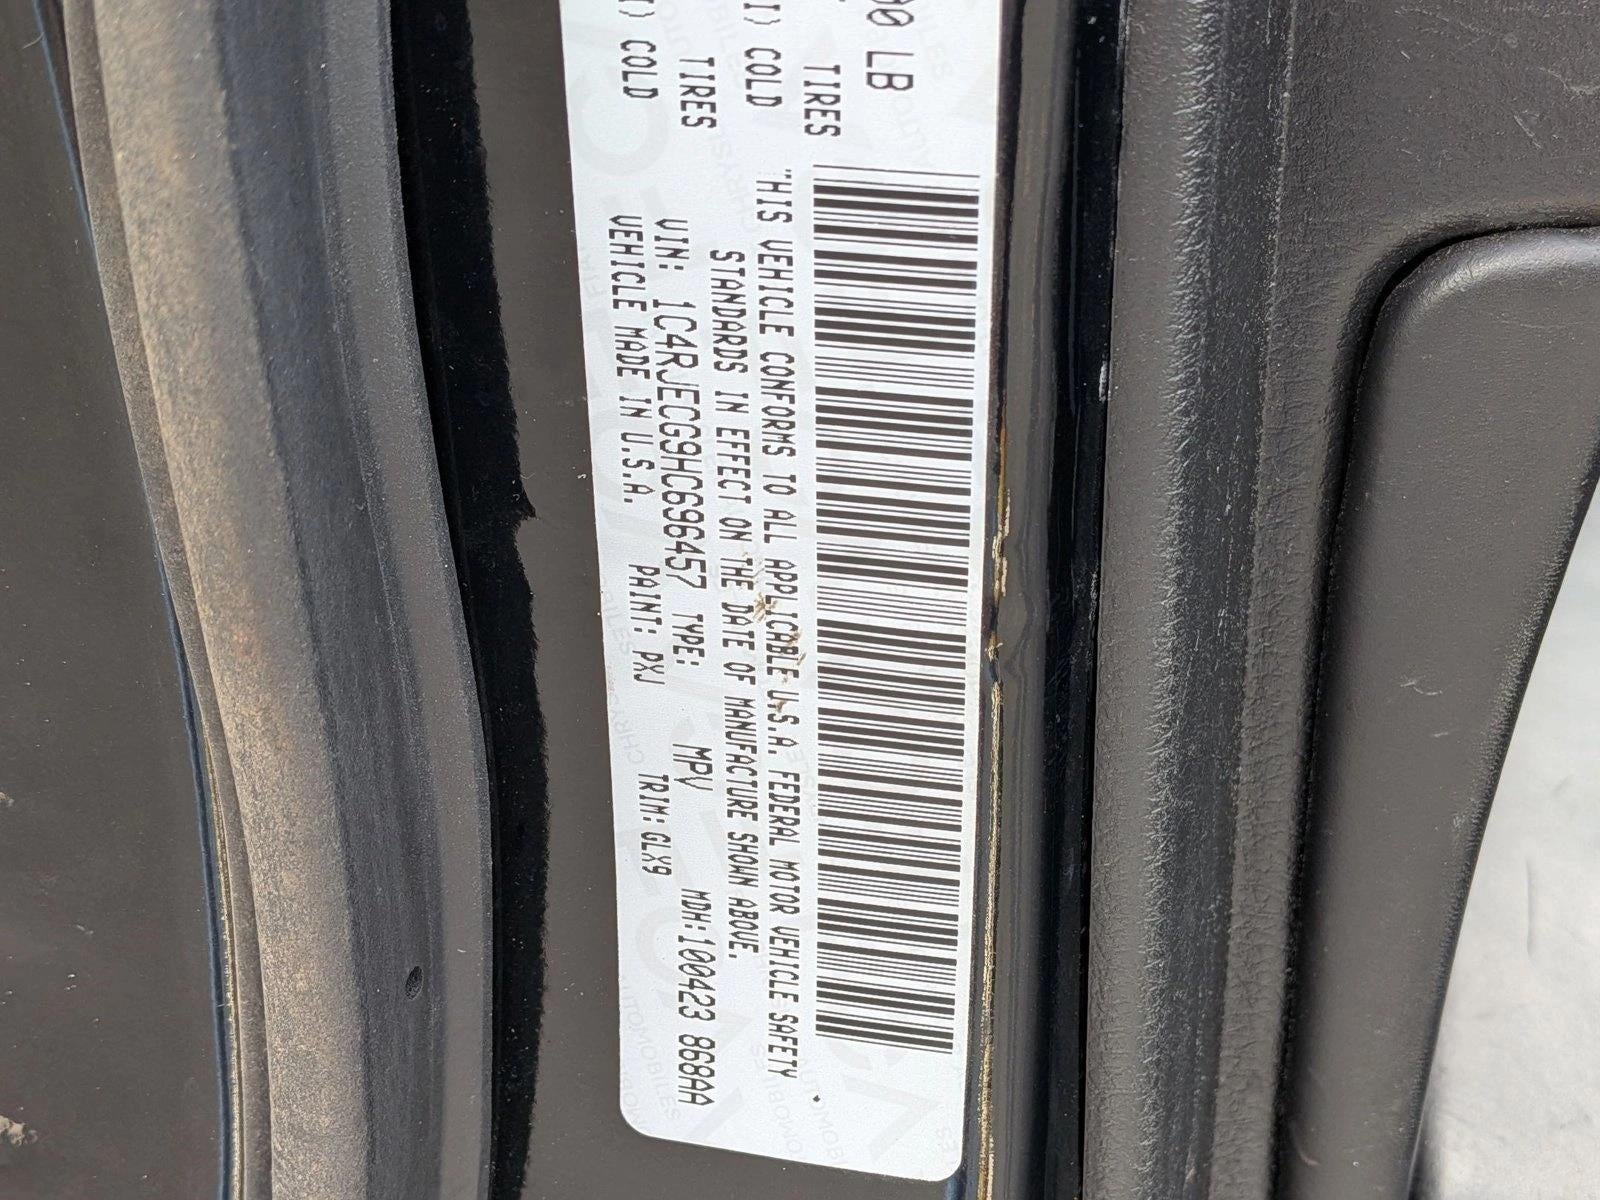 00 LB
TIRES
I) COLD
TIRES
I) COLD
HIS VEHICLE CONFORMS TO ALL APPLICABLE U.S.A. FEDERAL MOTOR VEHICLE SAFETY
STANDARDS IN EFFECT ON THE DATE OF MANUFACTURE SHOWN ABOVE.
VIN: 1C4RJECG9HC696457 TYPE: MPV MDH:100423 868AA
VEHICLE MADE IN U.S.A. PAINT: PXJ TRIM: GLX9